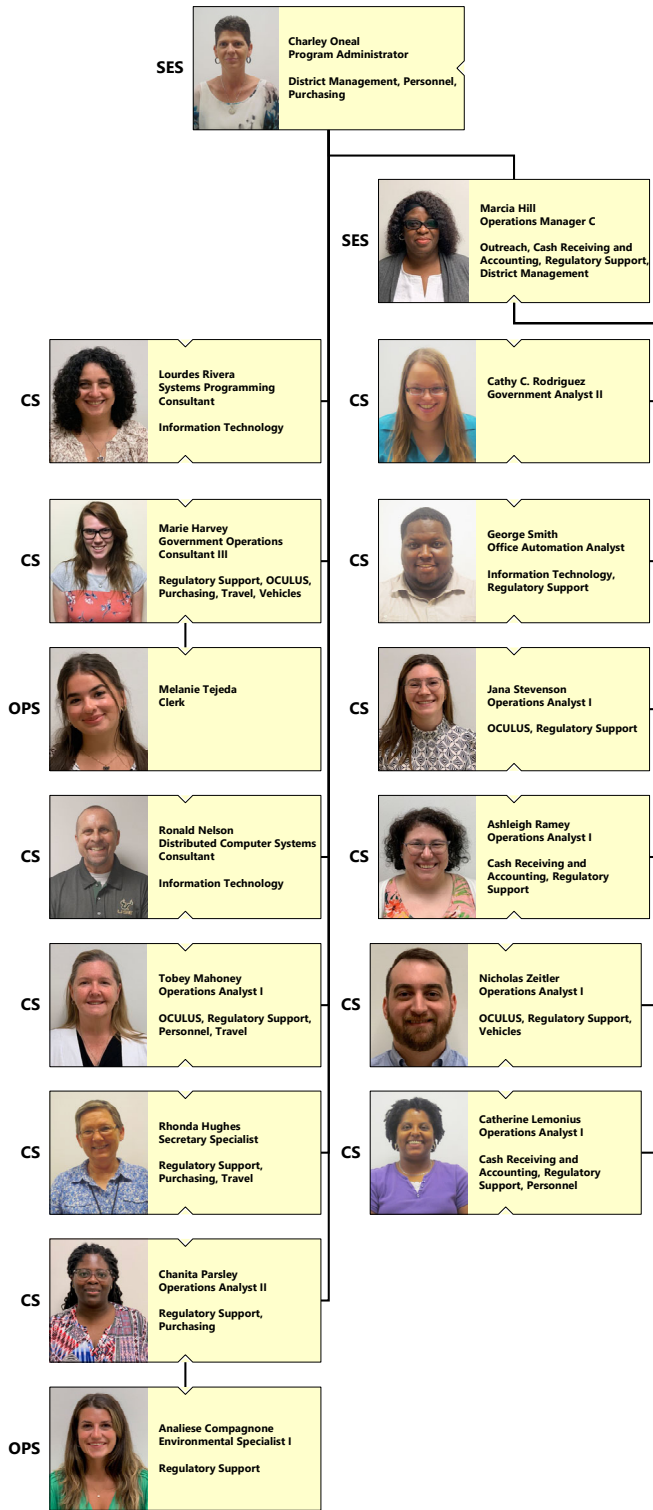 SES
Charley Oneal
Program Administrator
District Management, Personnel,
Purchasing
SES
Marcia Hill
Operations Manager C
Outreach, Cash Receiving and
Accounting, Regulatory Support,
District Management
CS
Lourdes Rivera
Systems Programming
Consultant
Information Technology
CS
Cathy C. Rodriguez
Government Analyst II
CS
Marie Harvey
Government Operations
Consultant III
Regulatory Support, OCULUS,
Purchasing, Travel, Vehicles
CS
George Smith
Office Automation Analyst
Information Technology,
Regulatory Support
OPS
Melanie Tejeda
Clerk
CS
Jana Stevenson
Operations Analyst I
OCULUS, Regulatory Support
CS
Ronald Nelson
Distributed Computer Systems
Consultant
Information Technology
CS
Ashleigh Ramey
Operations Analyst I
Cash Receiving and
Accounting, Regulatory
Support
CS
Tobey Mahoney
Operations Analyst I
OCULUS, Regulatory Support,
Personnel, Travel
CS
Nicholas Zeitler
Operations Analyst I
OCULUS, Regulatory Support,
Vehicles
CS
Rhonda Hughes
Secretary Specialist
Regulatory Support,
Purchasing, Travel
CS
Catherine Lemonius
Operations Analyst I
Cash Receiving and
Accounting, Regulatory
Support, Personnel
CS
Chanita Parsley
Operations Analyst II
Regulatory Support,
Purchasing
OPS
Analiese Compagnone
Environmental Specialist I
Regulatory Support